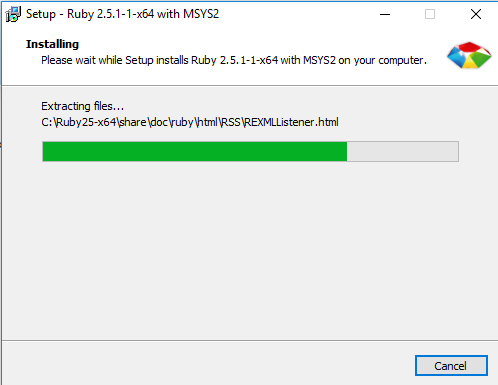 Setup - Ruby 2.5.1-1-x64 with MSYS2
Installing
Please wait while Setup installs Ruby 2.5.1-1-x64 with MSYS2 on your computer.
Extracting files...
C:\Ruby25-x64\share\doc\ruby\html\RSS\REXMLListener.html
Cancel